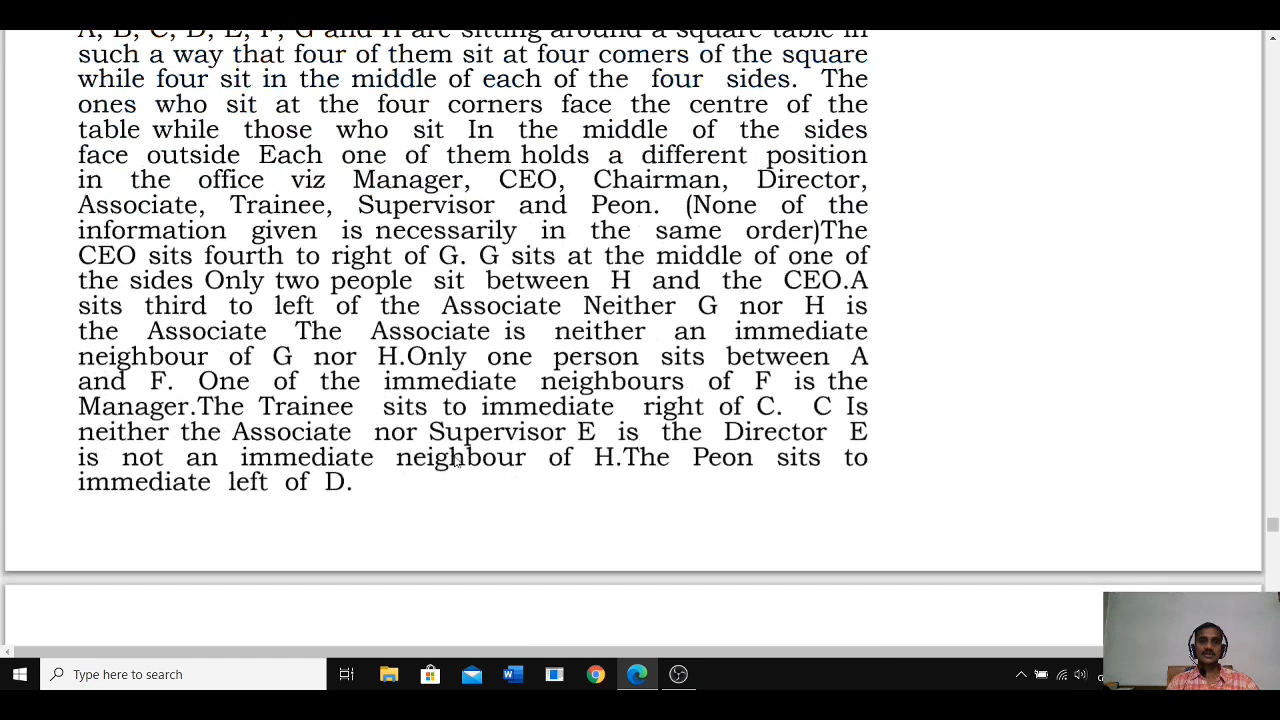 A, B, C, D, E, F, G and H are sitting around a square table in
such a way that four of them sit at four comers of the square
while four sit in the middle of each of the four sides. The
ones who sit at the four corners face the centre of the
table while those who sit In the middle of the sides
face outside Each one of them holds a different position
in the office viz Manager, CEO, Chairman, Director,
Associate, Trainee, Supervisor and Peon. (None of the
information given is necessarily in the same order)The
CEO sits fourth to right of G. G sits at the middle of one of
the sides Only two people sit between H and the CEO.A
sits third to left of the Associate Neither G nor H is
the Associate The Associate is neither an immediate
neighbour of G nor H.Only one person sits between A
and F. One of the immediate neighbours of F is the
Manager.The Trainee sits to immediate right of C. C Is
neither the Associate nor Supervisor E is the Director E
is not an immediate neighbour of H.The Peon sits to
immediate left of D.
Type here to search